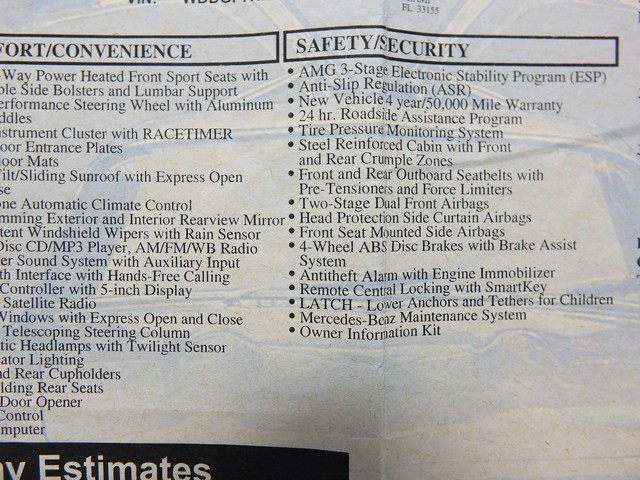 VIN:
FL 33155
FORT/CONVENIENCE
-Way Power Heated Front Sport Seats with
ble Side Bolsters and Lumbar Support
erformance Steering Wheel with Aluminum
ddles
nstrument Cluster with RACETIMER
oor Entrance Plates
loor Mats
Tilt/Sliding Sunroof with Express Open
se
one Automatic Climate Control
mming Exterior and Interior Rearview Mirror
tent Windshield Wipers with Rain Sensor
Disc CD/MP3 Player, AM/FM/WB Radio
er Sound System with Auxiliary Input
th Interface with Hands-Free Calling
Controller with 5-inch Display
Satellite Radio
Windows with Express Open and Close
Telescoping Steering Column
tic Headlamps with Twilight Sensor
ator Lighting
nd Rear Cupholders
lding Rear Seats
Door Opener
Control
mputer
ny Estimates
SAFETY/SECURITY
• AMG 3-Stage Electronic Stability Program (ESP)
• Anti-Slip Regulation (ASR)
• New Vehicle 4 year/50,000 Mile Warranty
• 24 hr. Roadside Assistance Program
• Tire Pressure Monitoring System
• Steel Reinforced Cabin with Front
and Rear Crumple Zones
• Front and Rear Outboard Seatbelts with
Pre-Tensioners and Force Limiters
• Two-Stage Dual Front Airbags
• Head Protection Side Curtain Airbags
• Front Seat Mounted Side Airbags
• 4-Wheel ABS Disc Brakes with Brake Assist
System
• Antitheft Alarm with Engine Immobilizer
• Remote Central Locking with SmartKey
• LATCH - Lower Anchors and Tethers for Children
• Mercedes-Benz Maintenance System
• Owner Information Kit